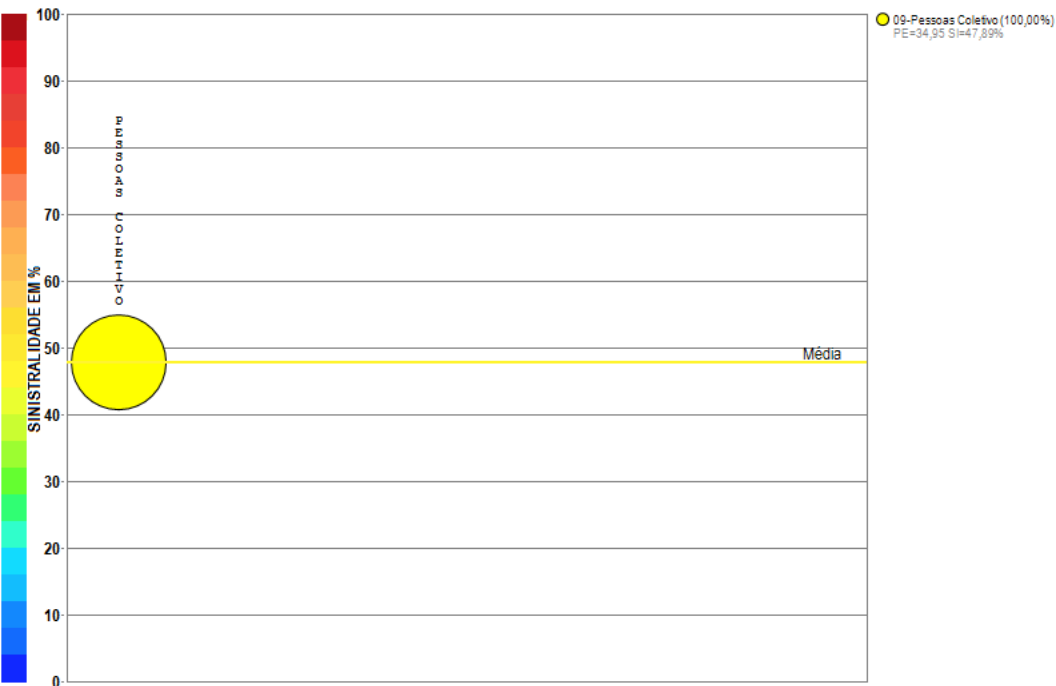 100
90
80
70
60
50
40
30
20
10
0
SINISTRALIDADE EM %
PESSOAS COLETIVO
Média
09-Pessoas Coletivo (100,00%)
PE=34,95 SI=47,89%